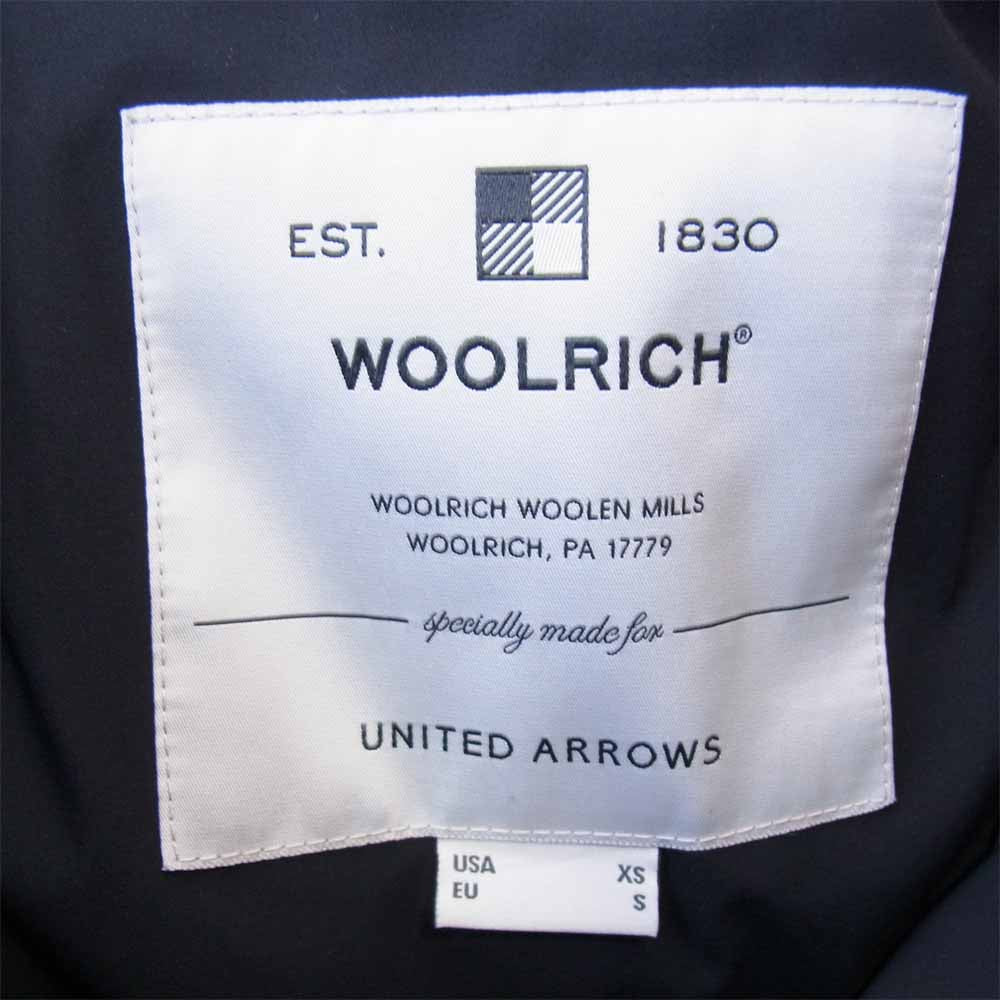 EST. 1830
WOOLRICH®
WOOLRICH WOOLEN MILLS
WOOLRICH, PA 17779
specially made for
UNITED ARROWS
USA XS
EU S